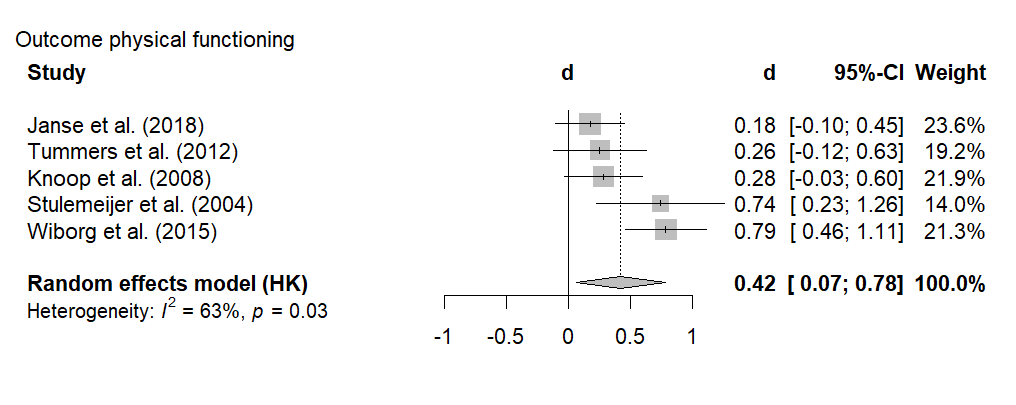 Outcome physical functioning
Study d d 95%-CI Weight
Janse et al. (2018) 0.18 [-0.10; 0.45] 23.6%
Tummers et al. (2012) 0.26 [-0.12; 0.63] 19.2%
Knoop et al. (2008) 0.28 [-0.03; 0.60] 21.9%
Stulemeijer et al. (2004) 0.74 [ 0.23; 1.26] 14.0%
Wiborg et al. (2015) 0.79 [ 0.46; 1.11] 21.3%
Random effects model (HK) 0.42 [ 0.07; 0.78] 100.0%
Heterogeneity: I² = 63%, p = 0.03
-1 -0.5 0 0.5 1